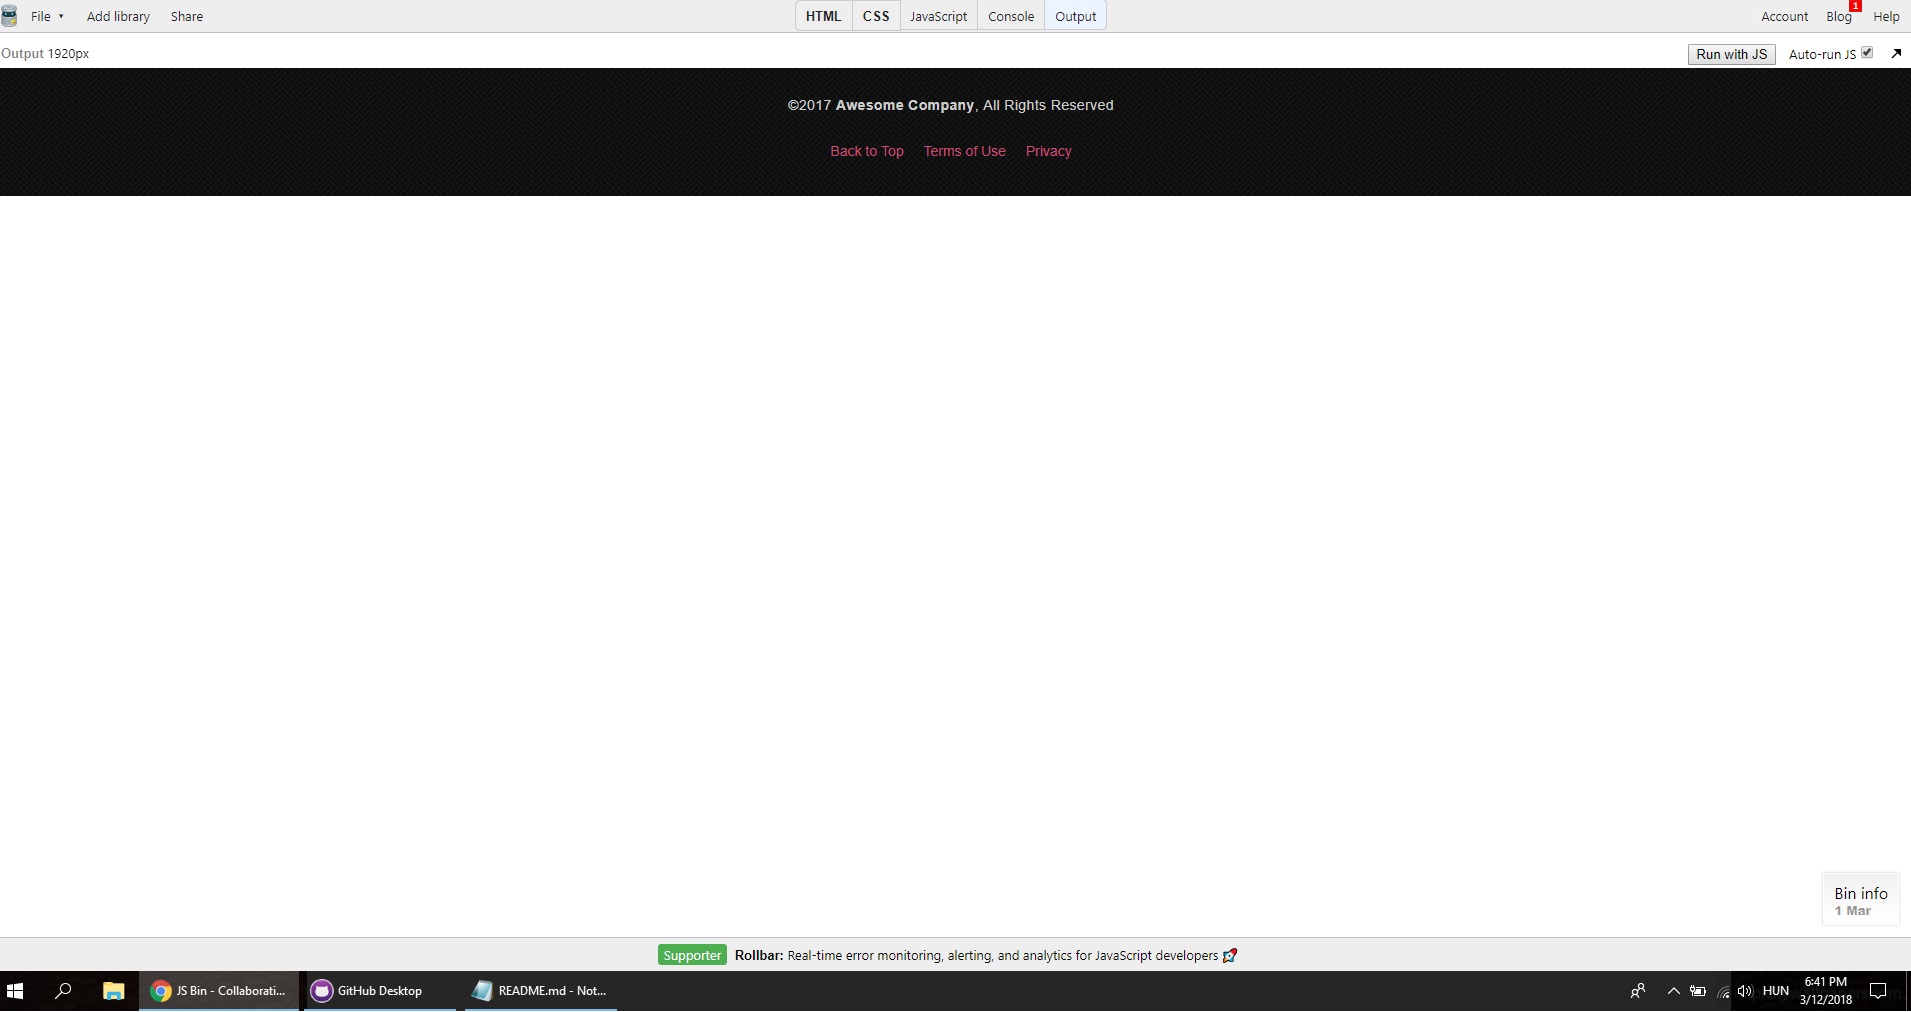 File ▾ Add library Share HTML CSS JavaScript Console Output Account Blog 1 Help
Output 1920px Run with JS Auto-run JS
©2017 Awesome Company, All Rights Reserved
Back to Top Terms of Use Privacy
Bin info
1 Mar
Supporter Rollbar: Real-time error monitoring, alerting, and analytics for JavaScript developers 🚀
JS Bin - Collaborati... GitHub Desktop README.md - Not... HUN 6:41 PM
3/12/2018